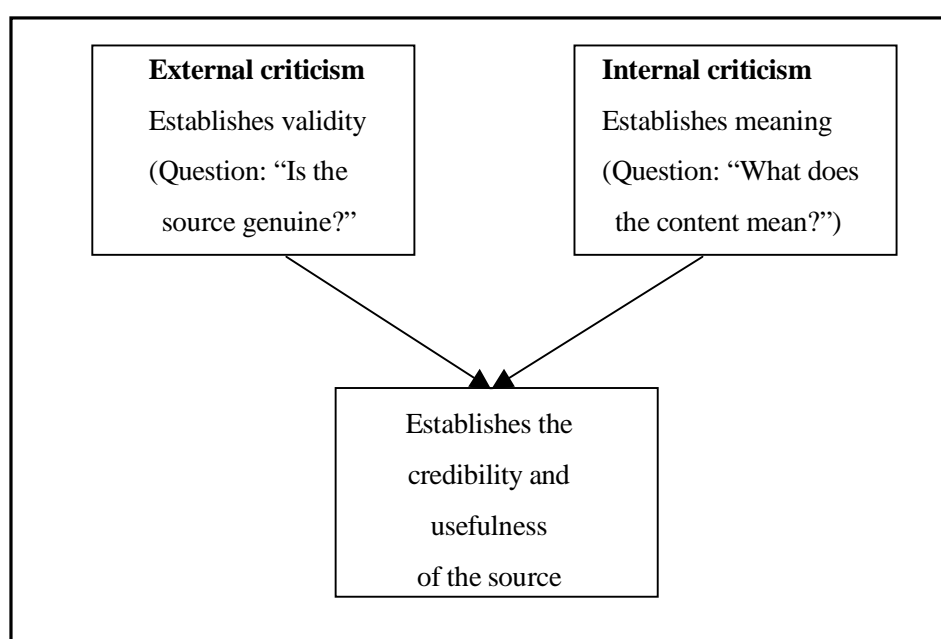 External criticism
Establishes validity
(Question: “Is the
source genuine?”
Internal criticism
Establishes meaning
(Question: “What does
the content mean?”)
Establishes the
credibility and
usefulness
of the source